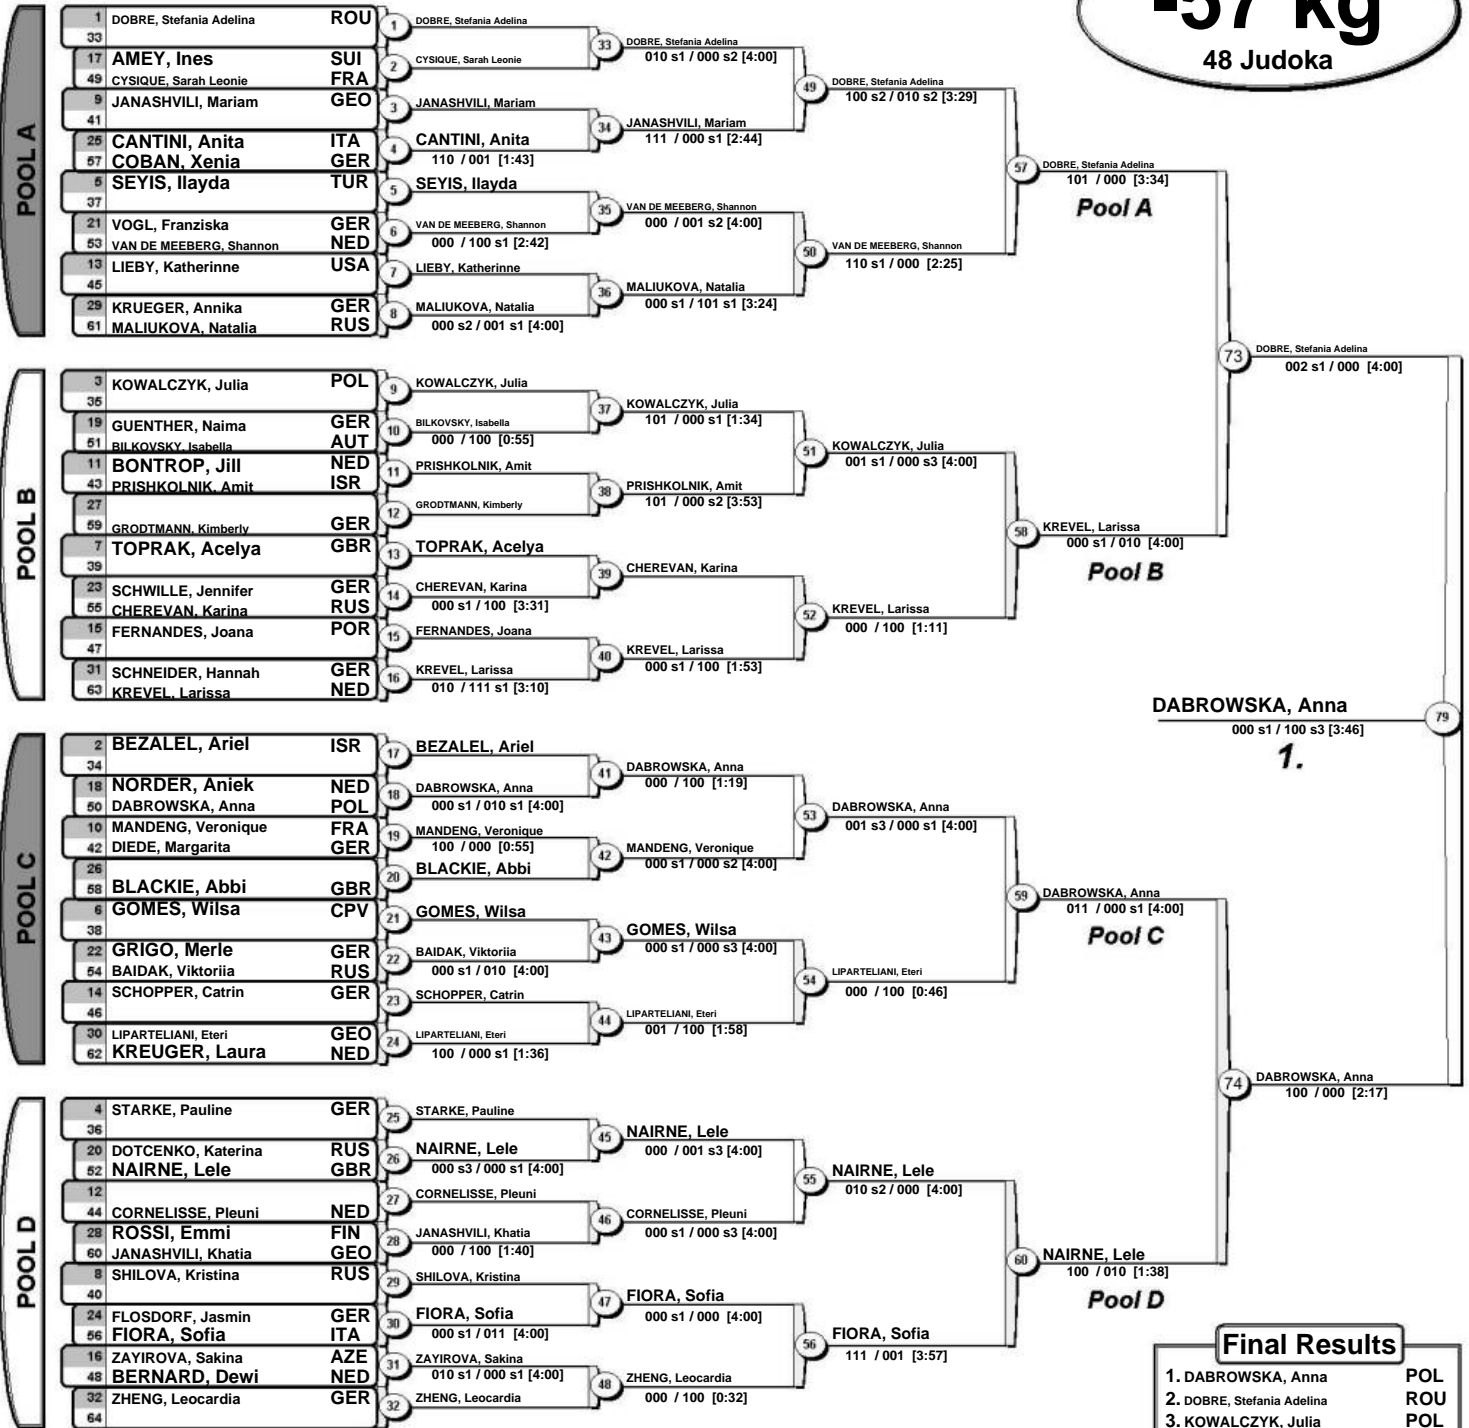 -57 kg
48 Judoka
POOL A
1 DOBRE, Stefania Adelina ROU
33
17 AMEY, Ines SUI
49 CYSIQUE, Sarah Leonie FRA
9 JANASHVILI, Mariam GEO
41
25 CANTINI, Anita ITA
57 COBAN, Xenia GER
5 SEYIS, Ilayda TUR
37
21 VOGL, Franziska GER
53 VAN DE MEEBERG, Shannon NED
13 LIEBY, Katherinne USA
45
29 KRUEGER, Annika GER
61 MALIUKOVA, Natalia RUS
1 DOBRE, Stefania Adelina
2 CYSIQUE, Sarah Leonie
3 JANASHVILI, Mariam
4 CANTINI, Anita
110 / 001 [1:43]
5 SEYIS, Ilayda
6 VAN DE MEEBERG, Shannon
000 / 100 s1 [2:42]
7 LIEBY, Katherinne
8 MALIUKOVA, Natalia
000 s2 / 001 s1 [4:00]
33 DOBRE, Stefania Adelina
010 s1 / 000 s2 [4:00]
34 JANASHVILI, Mariam
111 / 000 s1 [2:44]
35 VAN DE MEEBERG, Shannon
000 / 001 s2 [4:00]
36 MALIUKOVA, Natalia
000 s1 / 101 s1 [3:24]
49 DOBRE, Stefania Adelina
100 s2 / 010 s2 [3:29]
50 VAN DE MEEBERG, Shannon
110 s1 / 000 [2:25]
57 DOBRE, Stefania Adelina
101 / 000 [3:34]
Pool A
POOL B
3 KOWALCZYK, Julia POL
35
19 GUENTHER, Naima GER
51 BILKOVSKY, Isabella AUT
11 BONTROP, Jill NED
43 PRISHKOLNIK, Amit ISR
27
59 GRODTMANN, Kimberly GER
7 TOPRAK, Acelya GBR
39
23 SCHWILLE, Jennifer GER
55 CHEREVAN, Karina RUS
15 FERNANDES, Joana POR
47
31 SCHNEIDER, Hannah GER
63 KREVEL, Larissa NED
9 KOWALCZYK, Julia
10 BILKOVSKY, Isabella
000 / 100 [0:55]
11 PRISHKOLNIK, Amit
12 GRODTMANN, Kimberly
13 TOPRAK, Acelya
14 CHEREVAN, Karina
000 s1 / 100 [3:31]
15 FERNANDES, Joana
16 KREVEL, Larissa
010 / 111 s1 [3:10]
37 KOWALCZYK, Julia
101 / 000 s1 [1:34]
38 PRISHKOLNIK, Amit
101 / 000 s2 [3:53]
39 CHEREVAN, Karina
40 KREVEL, Larissa
000 s1 / 100 [1:53]
51 KOWALCZYK, Julia
001 s1 / 000 s3 [4:00]
52 KREVEL, Larissa
000 / 100 [1:11]
58 KREVEL, Larissa
000 s1 / 010 [4:00]
Pool B
73 DOBRE, Stefania Adelina
002 s1 / 000 [4:00]
DABROWSKA, Anna
79
000 s1 / 100 s3 [3:46]
1.
POOL C
2 BEZALEL, Ariel ISR
34
18 NORDER, Aniek NED
50 DABROWSKA, Anna POL
10 MANDENG, Veronique FRA
42 DIEDE, Margarita GER
26
58 BLACKIE, Abbi GBR
6 GOMES, Wilsa CPV
38
22 GRIGO, Merle GER
54 BAIDAK, Viktoriia RUS
14 SCHOPPER, Catrin GER
46
30 LIPARTELIANI, Eteri GEO
62 KREUGER, Laura NED
17 BEZALEL, Ariel
18 DABROWSKA, Anna
000 s1 / 010 s1 [4:00]
19 MANDENG, Veronique
100 / 000 [0:55]
20 BLACKIE, Abbi
21 GOMES, Wilsa
22 BAIDAK, Viktoriia
000 s1 / 010 [4:00]
23 SCHOPPER, Catrin
24 LIPARTELIANI, Eteri
100 / 000 s1 [1:36]
41 DABROWSKA, Anna
000 / 100 [1:19]
42 MANDENG, Veronique
000 s1 / 000 s2 [4:00]
43 GOMES, Wilsa
000 s1 / 000 s3 [4:00]
44 LIPARTELIANI, Eteri
001 / 100 [1:58]
53 DABROWSKA, Anna
001 s3 / 000 s1 [4:00]
54 LIPARTELIANI, Eteri
000 / 100 [0:46]
59 DABROWSKA, Anna
011 / 000 s1 [4:00]
Pool C
74 DABROWSKA, Anna
100 / 000 [2:17]
POOL D
4 STARKE, Pauline GER
36
20 DOTCENKO, Katerina RUS
52 NAIRNE, Lele GBR
12
44 CORNELISSE, Pleuni NED
28 ROSSI, Emmi FIN
60 JANASHVILI, Khatia GEO
8 SHILOVA, Kristina RUS
40
24 FLOSDORF, Jasmin GER
56 FIORA, Sofia ITA
16 ZAYIROVA, Sakina AZE
48 BERNARD, Dewi NED
32 ZHENG, Leocardia GER
64
25 STARKE, Pauline
26 NAIRNE, Lele
000 s3 / 000 s1 [4:00]
27 CORNELISSE, Pleuni
28 JANASHVILI, Khatia
000 / 100 [1:40]
29 SHILOVA, Kristina
30 FIORA, Sofia
000 s1 / 011 [4:00]
31 ZAYIROVA, Sakina
010 s1 / 000 s1 [4:00]
32 ZHENG, Leocardia
45 NAIRNE, Lele
000 / 001 s3 [4:00]
46 CORNELISSE, Pleuni
000 s1 / 000 s3 [4:00]
47 FIORA, Sofia
000 s1 / 000 [4:00]
48 ZHENG, Leocardia
000 / 100 [0:32]
55 NAIRNE, Lele
010 s2 / 000 [4:00]
56 FIORA, Sofia
111 / 001 [3:57]
60 NAIRNE, Lele
100 / 010 [1:38]
Pool D
Final Results
1. DABROWSKA, Anna POL
2. DOBRE, Stefania Adelina ROU
3. KOWALCZYK, Julia POL